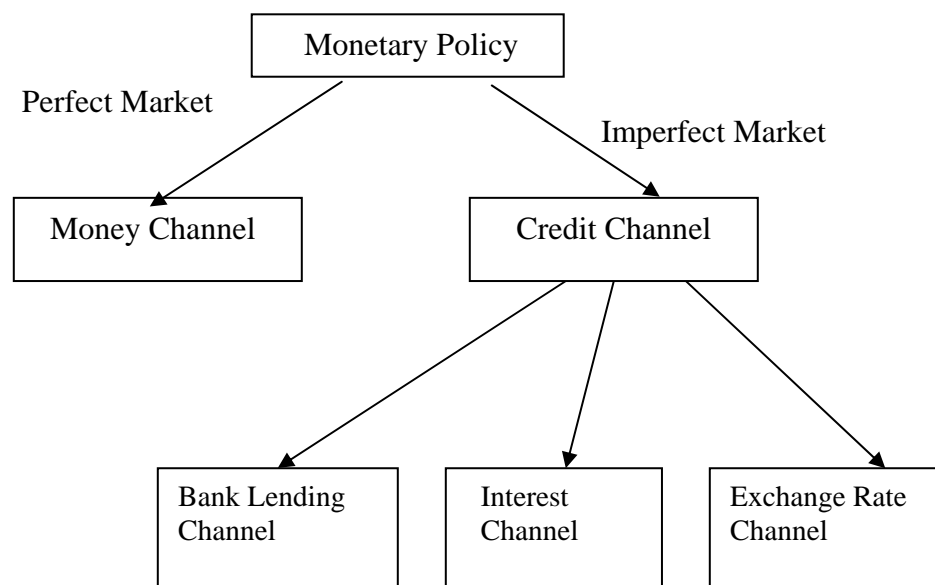 Monetary Policy
Perfect Market
Imperfect Market
Money Channel
Credit Channel
Bank Lending
Channel
Interest
Channel
Exchange Rate
Channel